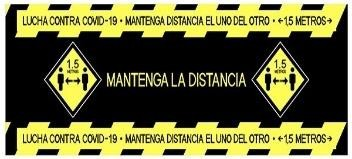 LUCHA CONTRA COVID-19 • MANTENGA DISTANCIA EL UNO DEL OTRO • ←1,5 METROS→
1.5
METROS
MANTENGA LA DISTANCIA
1.5
METROS
LUCHA CONTRA COVID-19 • MANTENGA DISTANCIA EL UNO DEL OTRO • ←1,5 METROS→